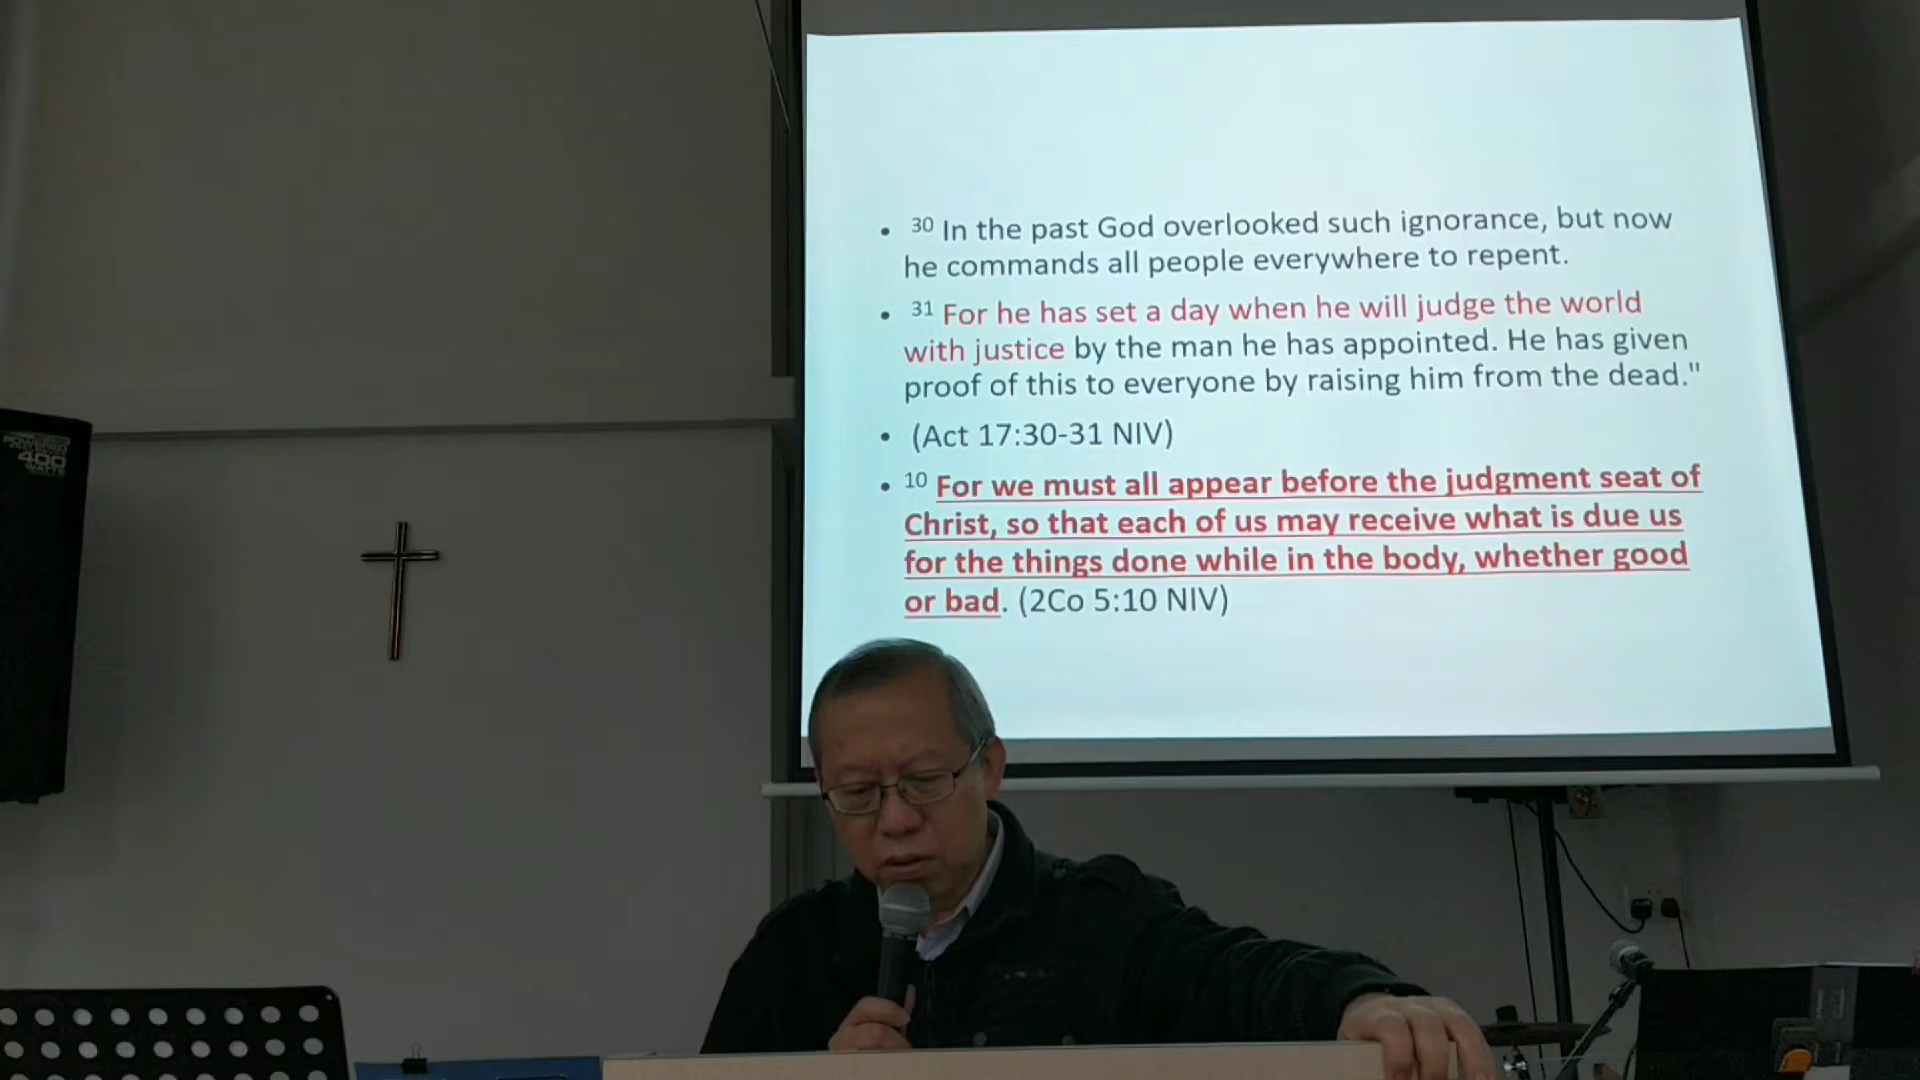 • 30 In the past God overlooked such ignorance, but now
he commands all people everywhere to repent.
• 31 For he has set a day when he will judge the world
with justice by the man he has appointed. He has given
proof of this to everyone by raising him from the dead."
• (Act 17:30-31 NIV)
• 10 For we must all appear before the judgment seat of
Christ, so that each of us may receive what is due us
for the things done while in the body, whether good
or bad. (2Co 5:10 NIV)
POWERED
400
WATTS